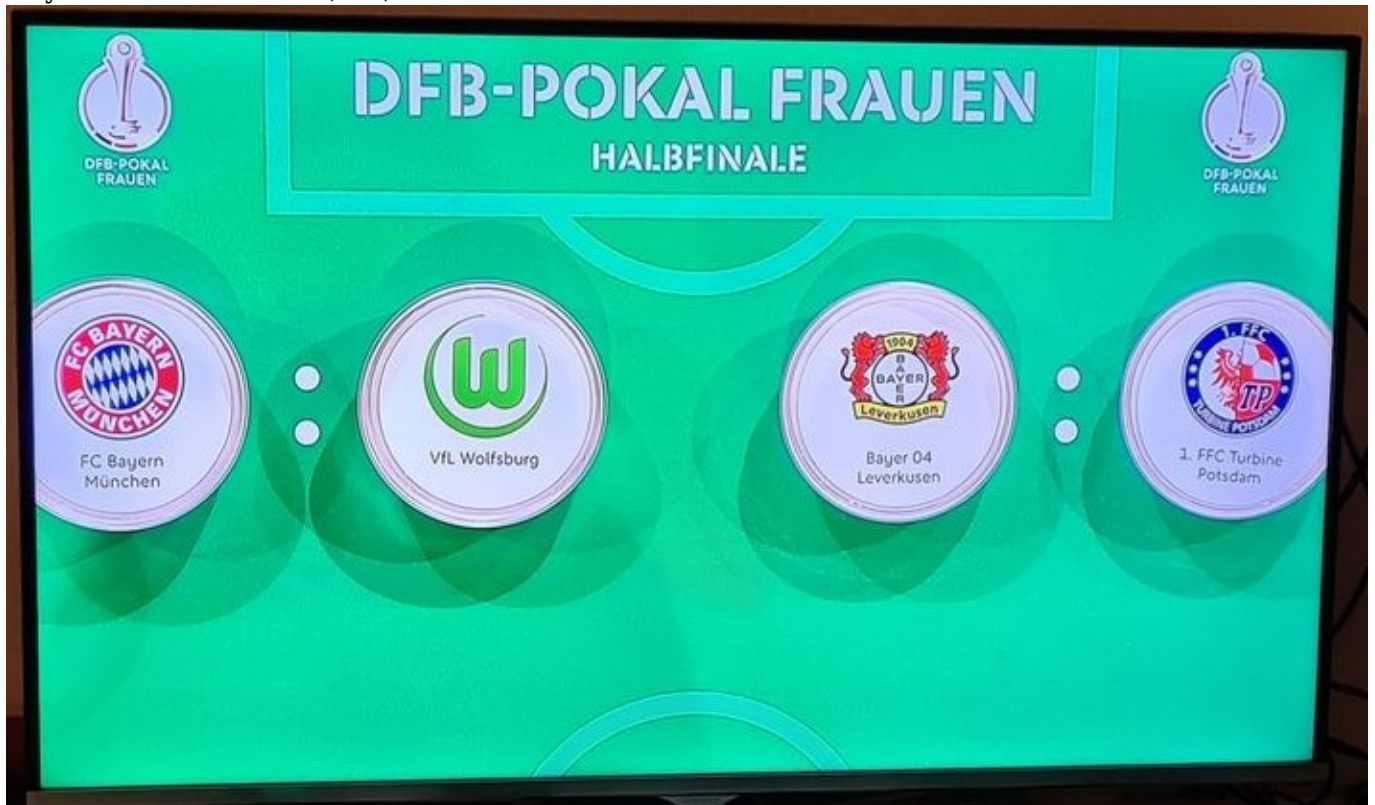 DFB-POKAL FRAUEN
HALBFINALE
DFB-POKAL
FRAUEN
DFB-POKAL
FRAUEN
FC BAYERN
MÜNCHEN
FC Bayern
München
W
VfL Wolfsburg
1904
BAYER
BAYER
Leverkusen
Bayer 04
Leverkusen
1. FFC
TP
TURBINE POTSDAM
1. FFC Turbine
Potsdam